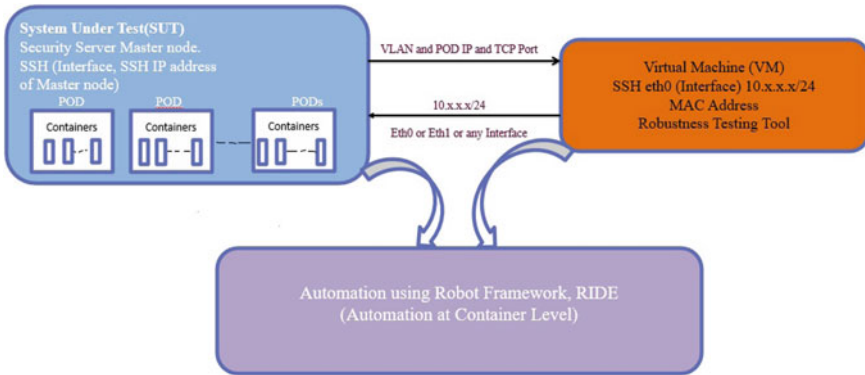 System Under Test(SUT)
Security Server Master node.
SSH (Interface, SSH IP address
of Master node)
POD
POD
PODs
Containers
Containers
Containers
VLAN and POD IP and TCP Port
10.x.x.x/24
Eth0 or Eth1 or any Interface
Virtual Machine (VM)
SSH eth0 (Interface) 10.x.x.x/24
MAC Address
Robustness Testing Tool
Automation using Robot Framework, RIDE
(Automation at Container Level)